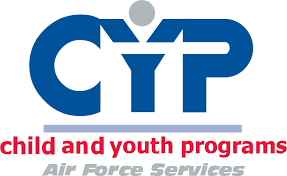 CYP
child and youth programs
Air Force Services